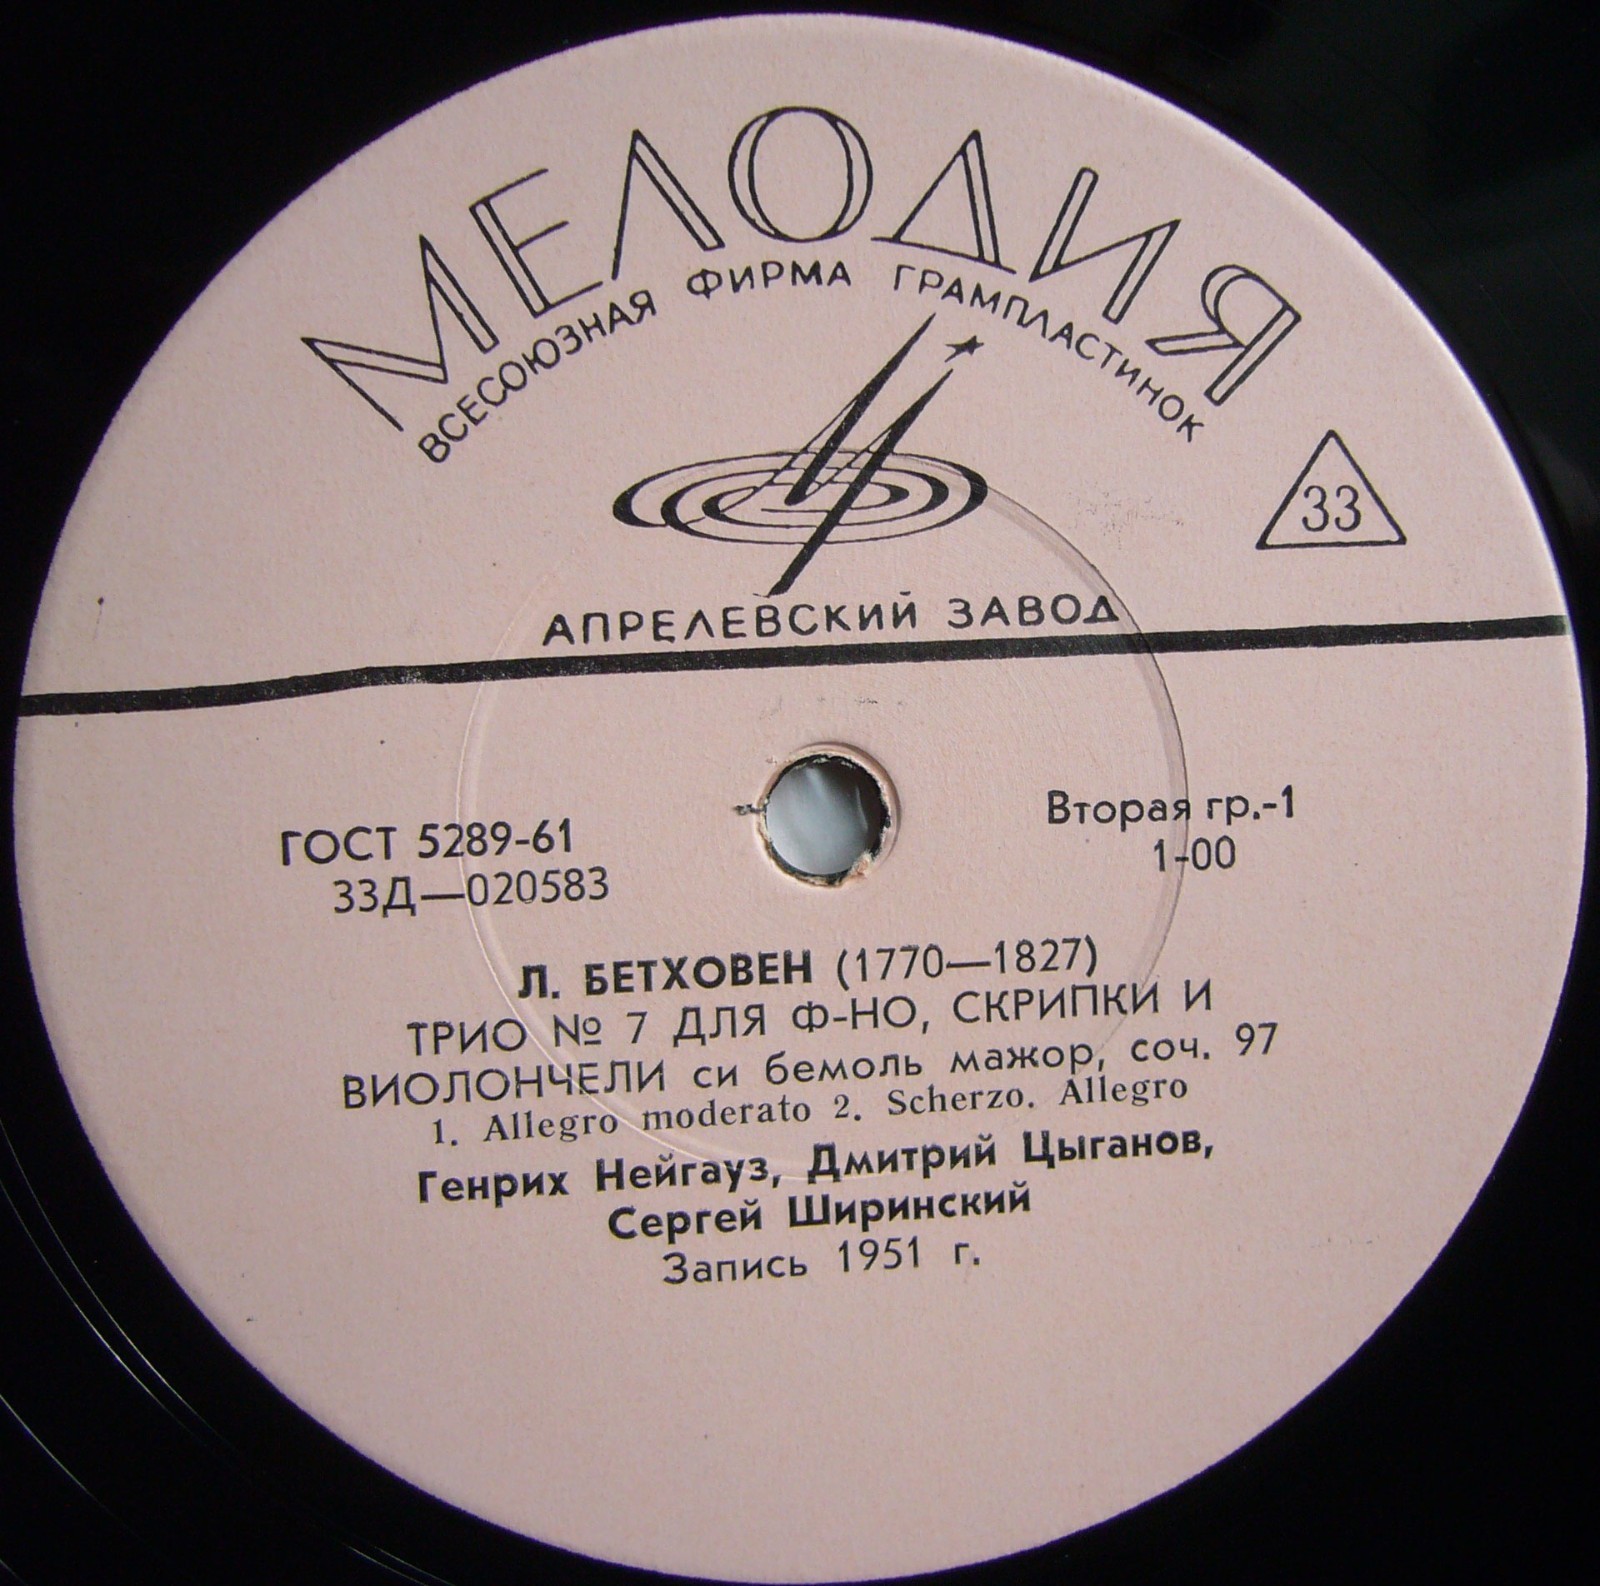 МЕЛОДИЯ
ВСЕСОЮЗНАЯ ФИРМА ГРАМПЛАСТИНОК
33
АПРЕЛЕВСКИЙ ЗАВОД
ГОСТ 5289-61
33Д—020583
Вторая гр.-1
1-00
Л. БЕТХОВЕН (1770—1827)
ТРИО № 7 ДЛЯ Ф-НО, СКРИПКИ И
ВИОЛОНЧЕЛИ си бемоль мажор, соч. 97
1. Allegro moderato 2. Scherzo. Allegro
Генрих Нейгауз, Дмитрий Цыганов,
Сергей Ширинский
Запись 1951 г.